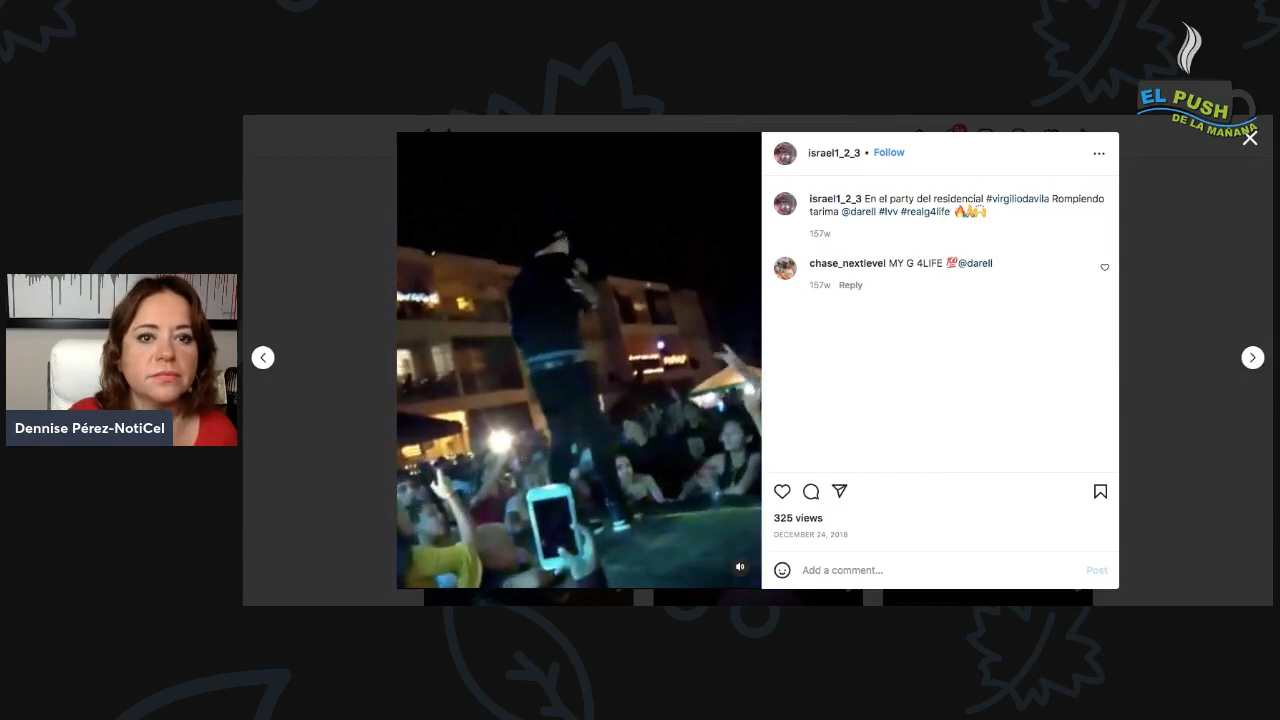 EL PUSH
DE LA MAÑANA
israel1_2_3 • Follow
israel1_2_3 En el party del residencial #virgiliodavila Rompiendo
tarima @darell #lvv #realg4life 🔥🙌🙌
157w
chase_nextlevel MY G 4LIFE 💯@darell
157w Reply
Dennise Pérez-NotiCel
325 views
DECEMBER 24, 2018
Add a comment...
Post